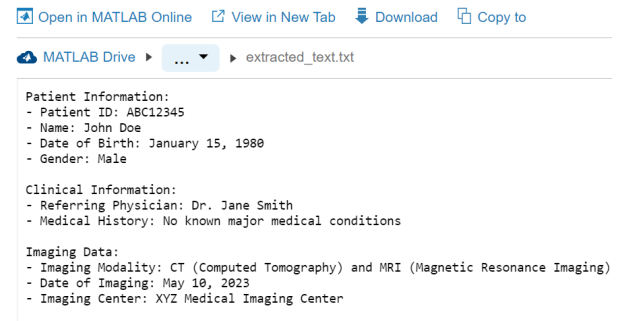 Open in MATLAB Online View in New Tab Download Copy to
MATLAB Drive ... extracted_text.txt
Patient Information:
- Patient ID: ABC12345
- Name: John Doe
- Date of Birth: January 15, 1980
- Gender: Male
Clinical Information:
- Referring Physician: Dr. Jane Smith
- Medical History: No known major medical conditions
Imaging Data:
- Imaging Modality: CT (Computed Tomography) and MRI (Magnetic Resonance Imaging)
- Date of Imaging: May 10, 2023
- Imaging Center: XYZ Medical Imaging Center